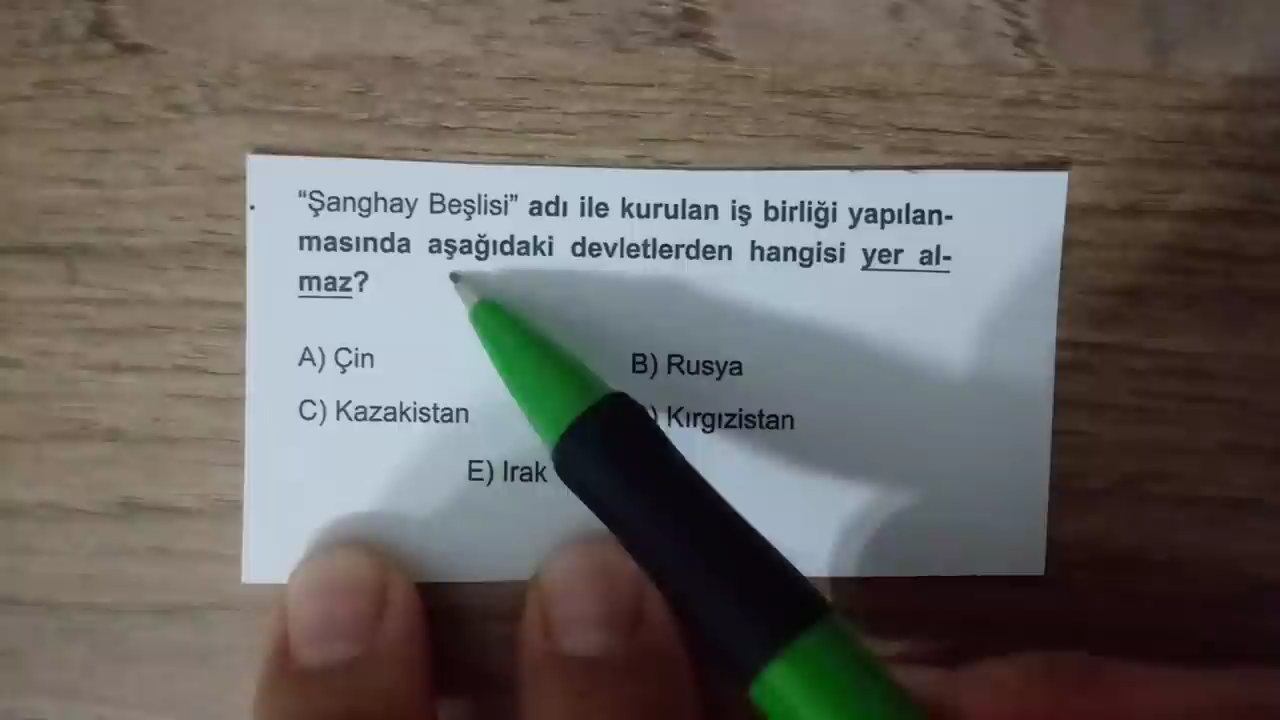 “Şanghay Beşlisi” adı ile kurulan iş birliği yapılan-
masında aşağıdaki devletlerden hangisi yer al-
maz?
A) Çin B) Rusya
C) Kazakistan ) Kırgızistan
E) Irak